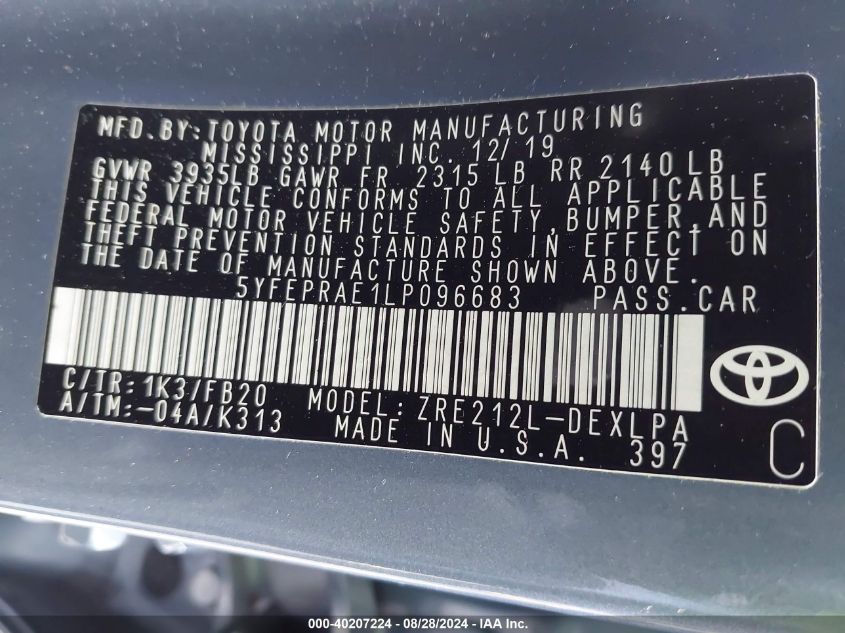 MFD.BY:TOYOTA MOTOR MANUFACTURING
MISSISSIPPI INC. 12/19
GVWR 3935LB GAWR FR. 2315 LB RR 2140 LB
THIS VEHICLE CONFORMS TO ALL APPLICABLE
FEDERAL MOTOR VEHICLE SAFETY,BUMPER,AND
THEFT PREVENTION STANDARDS IN EFFECT ON
THE DATE OF MANUFACTURE SHOWN ABOVE.
5YFEPRAE1LP096683 PASS.CAR
C/TR:1K3/FB20 MODEL:ZRE212L-DEXLPA
A/TM:-04A/K313 MADE IN U.S.A. 397
C
000-40207224 | 08/28/2024 - IAA Inc.